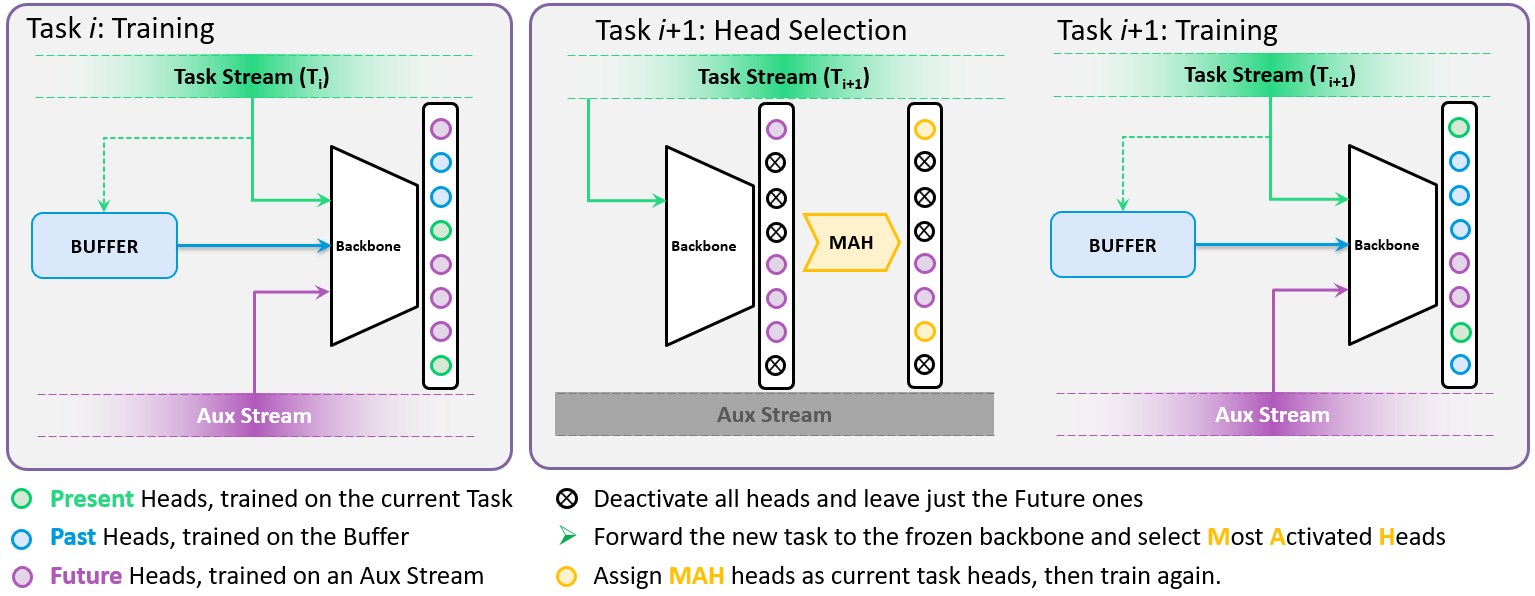 Task i: Training
Task Stream (Ti)
BUFFER
Backbone
Aux Stream
Task i+1: Head Selection
Task Stream (Ti+1)
Backbone
MAH
Aux Stream
Task i+1: Training
Task Stream (Ti+1)
BUFFER
Backbone
Aux Stream
Present Heads, trained on the current Task
Past Heads, trained on the Buffer
Future Heads, trained on an Aux Stream
Deactivate all heads and leave just the Future ones
Forward the new task to the frozen backbone and select Most Activated Heads
Assign MAH heads as current task heads, then train again.